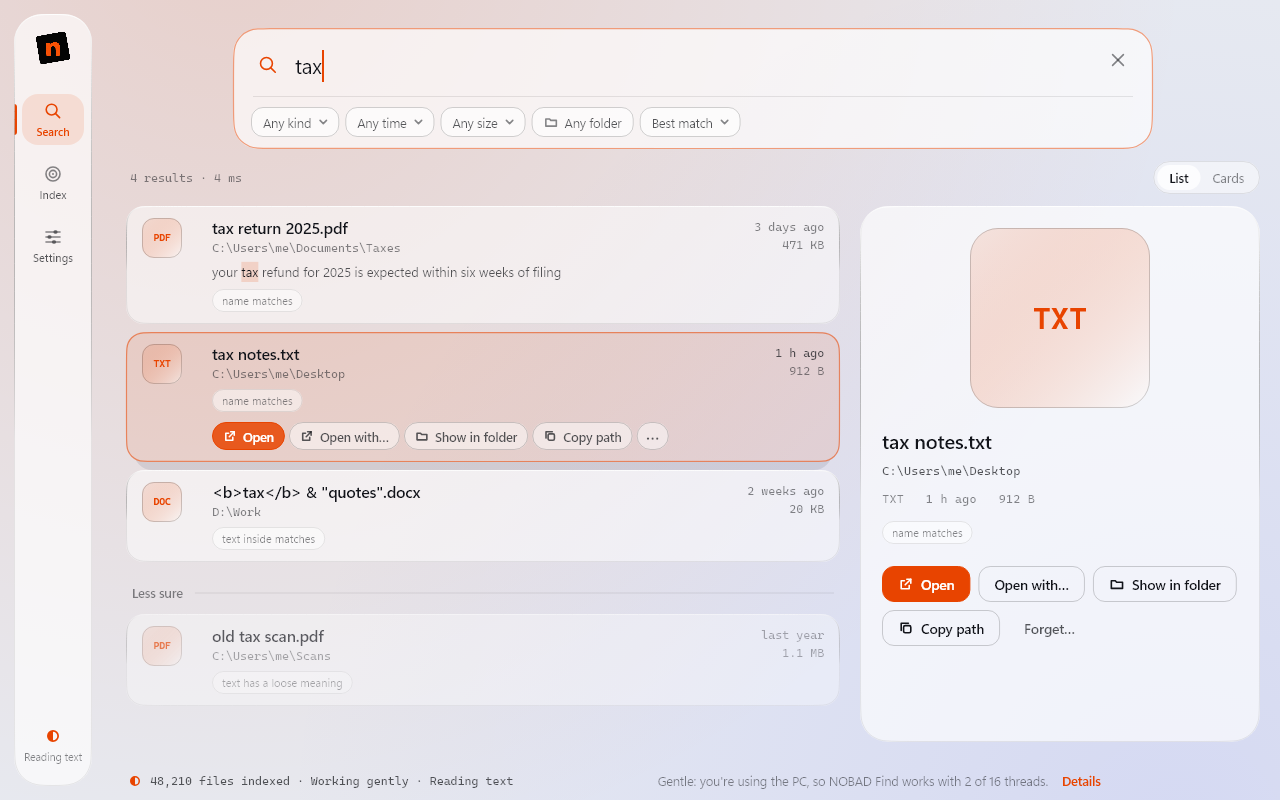 n
tax
Search
Any kind
Any time
Any size
Any folder
Best match
Index
Settings
4 results · 4 ms
List
Cards
PDF
tax return 2025.pdf
3 days ago
C:\Users\me\Documents\Taxes
471 KB
your tax refund for 2025 is expected within six weeks of filing
name matches
TXT
tax notes.txt
1 h ago
C:\Users\me\Desktop
912 B
name matches
Open
Open with...
Show in folder
Copy path
...
DOC
<b>tax</b> & "quotes".docx
2 weeks ago
D:\Work
20 KB
text inside matches
Less sure
PDF
old tax scan.pdf
last year
C:\Users\me\Scans
1.1 MB
text has a loose meaning
TXT
tax notes.txt
C:\Users\me\Desktop
TXT 1 h ago 912 B
name matches
Open
Open with...
Show in folder
Copy path
Forget...
Reading text
48,210 files indexed · Working gently · Reading text
Gentle: you're using the PC, so NOBAD Find works with 2 of 16 threads.
Details